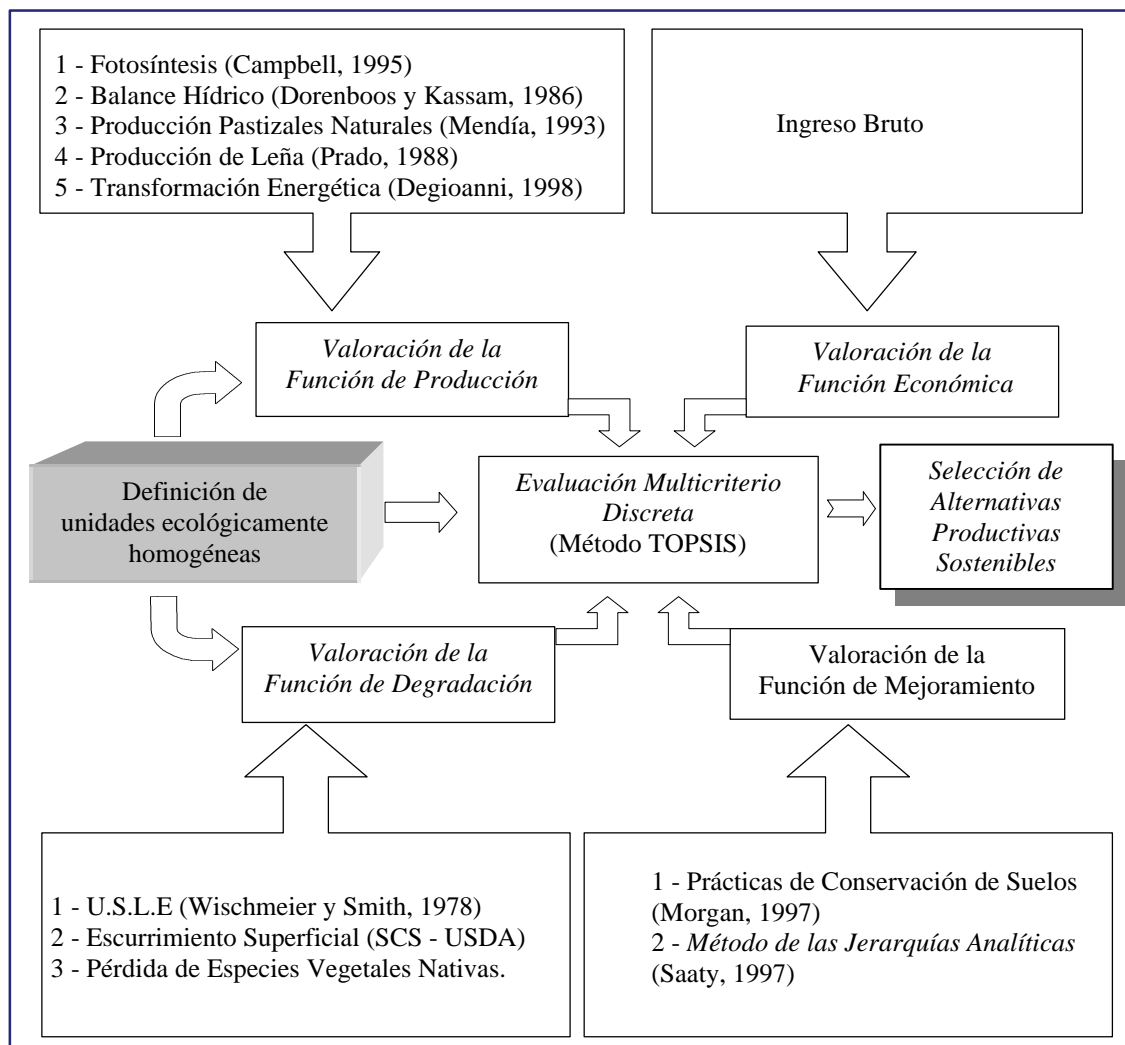 1 - Fotosíntesis (Campbell, 1995)
2 - Balance Hídrico (Dorenboos y Kassam, 1986)
3 - Producción Pastizales Naturales (Mendía, 1993)
4 - Producción de Leña (Prado, 1988)
5 - Transformación Energética (Degioanni, 1998)
Ingreso Bruto
Valoración de la
Función de Producción
Valoración de la
Función Económica
Definición de
unidades ecológicamente
homogéneas
Evaluación Multicriterio
Discreta
(Método TOPSIS)
Selección de
Alternativas
Productivas
Sostenibles
Valoración de la
Función de Degradación
Valoración de la
Función de Mejoramiento
1 - U.S.L.E (Wischmeier y Smith, 1978)
2 - Escurrimiento Superficial (SCS - USDA)
3 - Pérdida de Especies Vegetales Nativas.
1 - Prácticas de Conservación de Suelos
(Morgan, 1997)
2 - Método de las Jerarquías Analíticas
(Saaty, 1997)